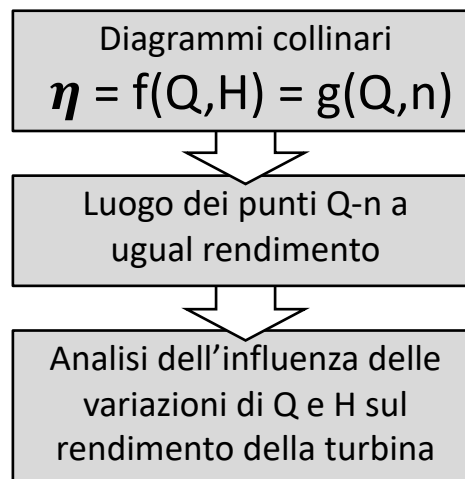 Diagrammi collinari
η = f(Q,H) = g(Q,n)
Luogo dei punti Q-n a
ugual rendimento
Analisi dell’influenza delle
variazioni di Q e H sul
rendimento della turbina